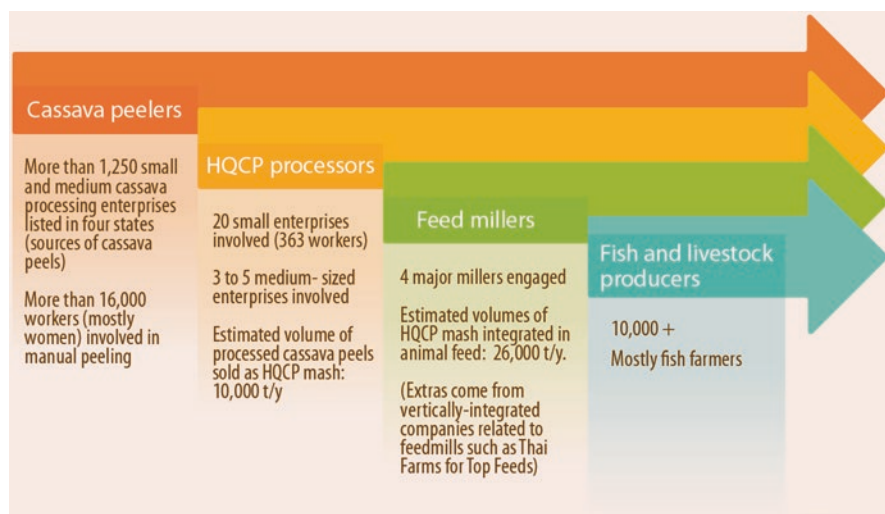 Cassava peelers
More than 1,250 small
and medium cassava
processing enterprises
listed in four states
(sources of cassava
peels)
More than 16,000
workers (mostly
women) involved in
manual peeling
HQCP processors
20 small enterprises
involved (363 workers)
3 to 5 medium- sized
enterprises involved
Estimated volume of
processed cassava peels
sold as HQCP mash:
10,000 t/y
Feed millers
4 major millers engaged
Estimated volumes of
HQCP mash integrated in
animal feed: 26,000 t/y.
(Extras come from
vertically-integrated
companies related to
feedmills such as Thai
Farms for Top Feeds)
Fish and livestock
producers
10,000 +
Mostly fish farmers